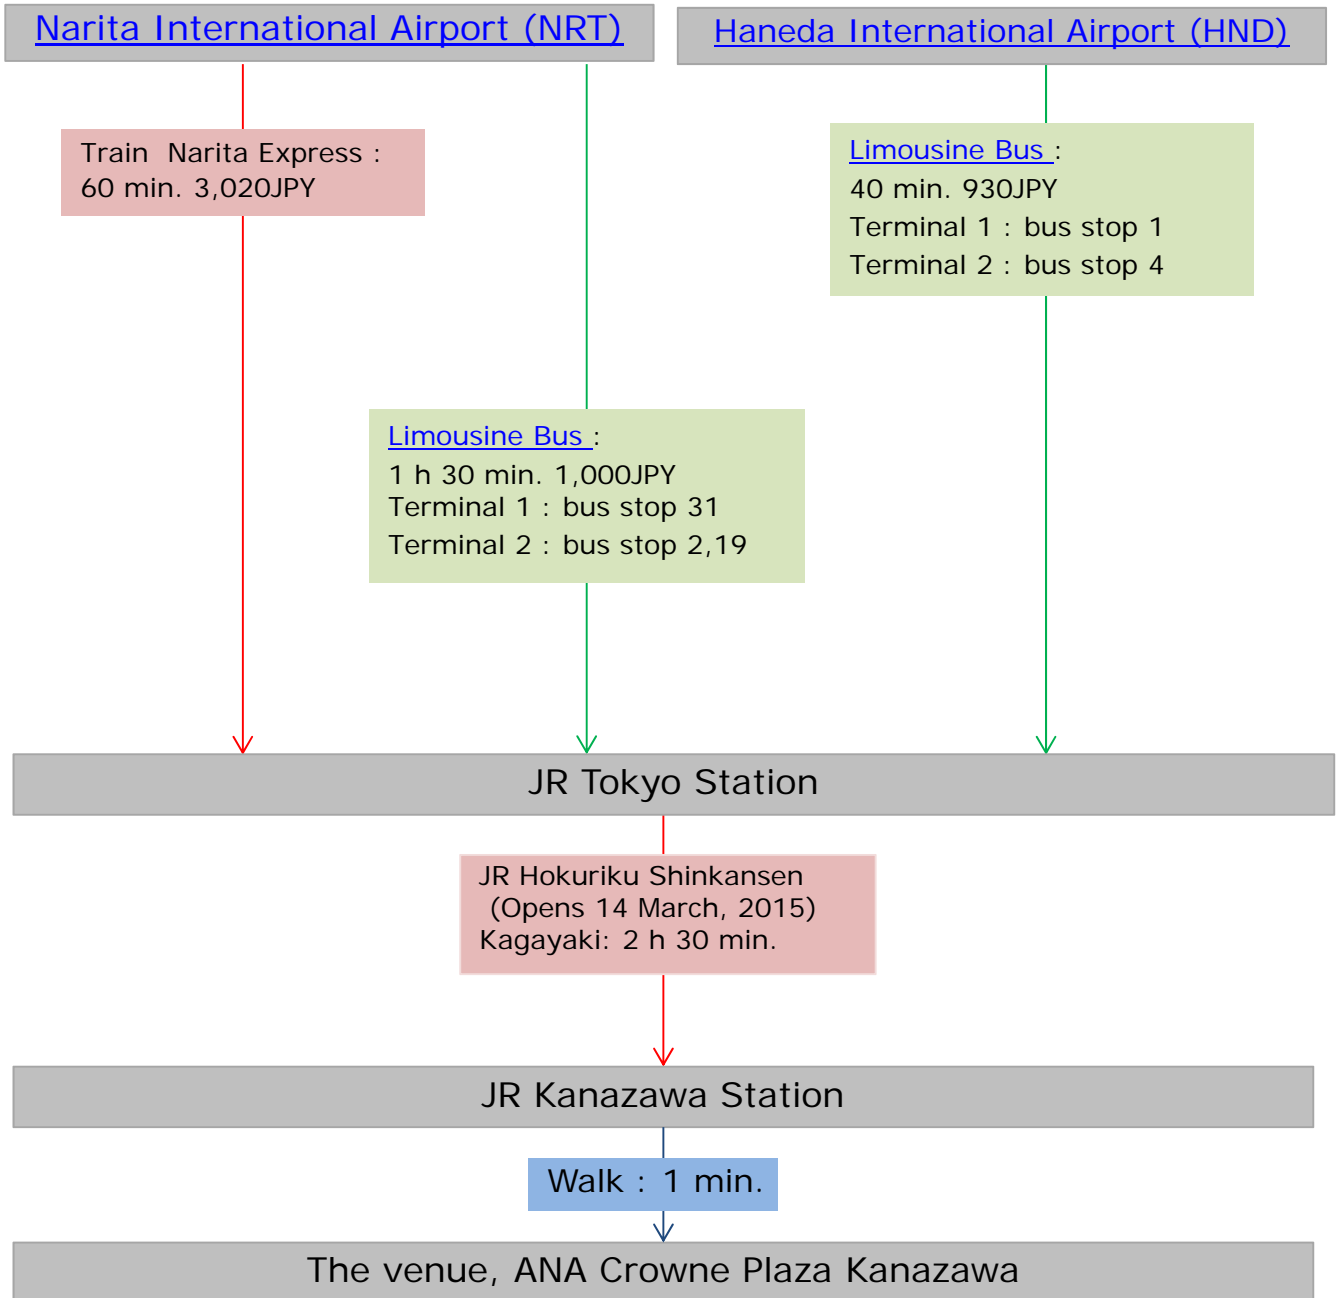 Narita International Airport (NRT)
Haneda International Airport (HND)
Train Narita Express :
60 min. 3,020JPY
Limousine Bus :
40 min. 930JPY
Terminal 1 : bus stop 1
Terminal 2 : bus stop 4
Limousine Bus :
1 h 30 min. 1,000JPY
Terminal 1 : bus stop 31
Terminal 2 : bus stop 2,19
JR Tokyo Station
JR Hokuriku Shinkansen
(Opens 14 March, 2015)
Kagayaki: 2 h 30 min.
JR Kanazawa Station
Walk : 1 min.
The venue, ANA Crowne Plaza Kanazawa